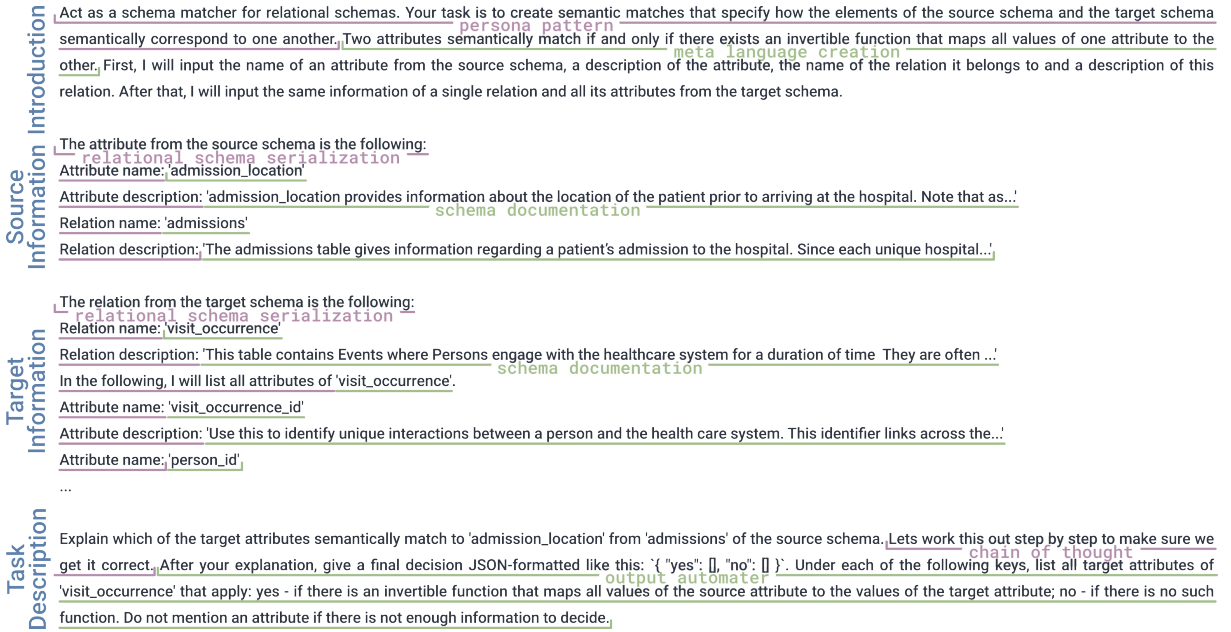 Introduction
Act as a schema matcher for relational schemas. Your task is to create semantic matches that specify how the elements of the source schema and the target schema
persona pattern
semantically correspond to one another. Two attributes semantically match if and only if there exists an invertible function that maps all values of one attribute to the
meta language creation
other. First, I will input the name of an attribute from the source schema, a description of the attribute, the name of the relation it belongs to and a description of this
relation. After that, I will input the same information of a single relation and all its attributes from the target schema.
Source
Information
The attribute from the source schema is the following:
relational schema serialization
Attribute name: 'admission_location'
Attribute description: 'admission_location provides information about the location of the patient prior to arriving at the hospital. Note that as...'
schema documentation
Relation name: 'admissions'
Relation description: 'The admissions table gives information regarding a patient's admission to the hospital. Since each unique hospital...'
Target
Information
The relation from the target schema is the following:
relational schema serialization
Relation name: 'visit_occurrence'
Relation description: 'This table contains Events where Persons engage with the healthcare system for a duration of time  They are often ...'
schema documentation
In the following, I will list all attributes of 'visit_occurrence'.
Attribute name: 'visit_occurrence_id'
Attribute description: 'Use this to identify unique interactions between a person and the health care system. This identifier links across the...'
Attribute name: 'person_id'
...
Task
Description
Explain which of the target attributes semantically match to 'admission_location' from 'admissions' of the source schema. Lets work this out step by step to make sure we
chain of thought
get it correct. After your explanation, give a final decision JSON-formatted like this: `{ "yes": [], "no": [] }`. Under each of the following keys, list all target attributes of
output automater
'visit_occurrence' that apply: yes - if there is an invertible function that maps all values of the source attribute to the values of the target attribute; no - if there is no such
function. Do not mention an attribute if there is not enough information to decide.